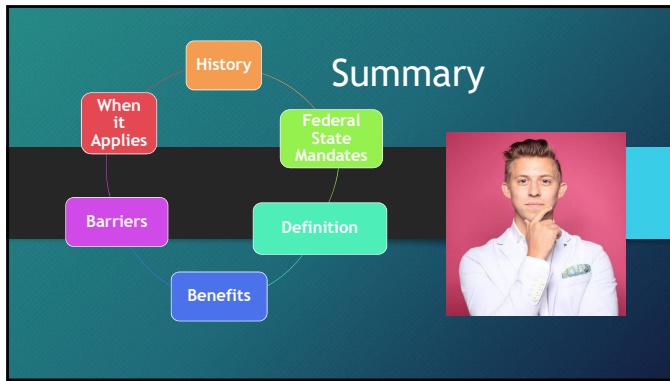 Summary
History
Federal
State
Mandates
Definition
Benefits
Barriers
When
it
Applies